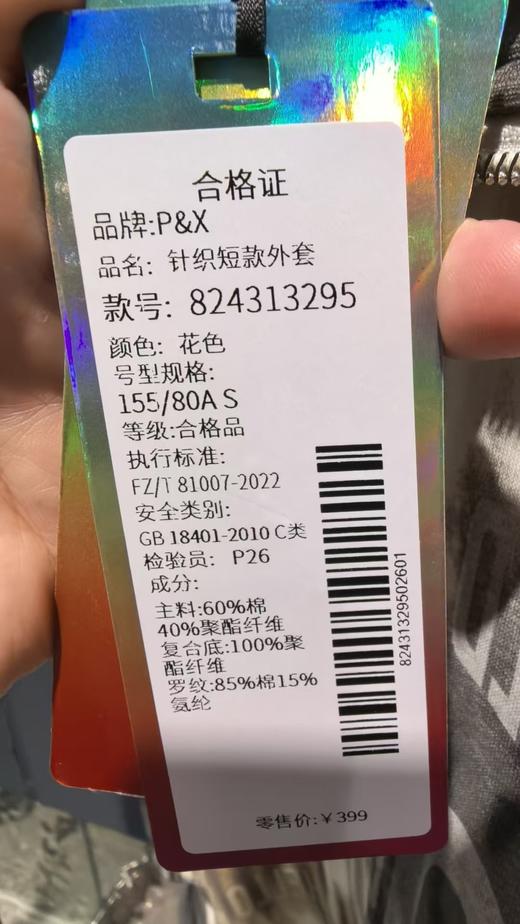 合格证
品牌:P&X
品名: 针织短款外套
款号: 824313295
颜色: 花色
号型规格:
155/80A S
等级:合格品
执行标准:
FZ/T 81007-2022
安全类别:
GB 18401-2010 C类
检验员: P26
成分:
主料:60%棉
40%聚酯纤维
复合底:100%聚
酯纤维
罗纹:85%棉15%
氨纶
82431329502601
零售价:¥399